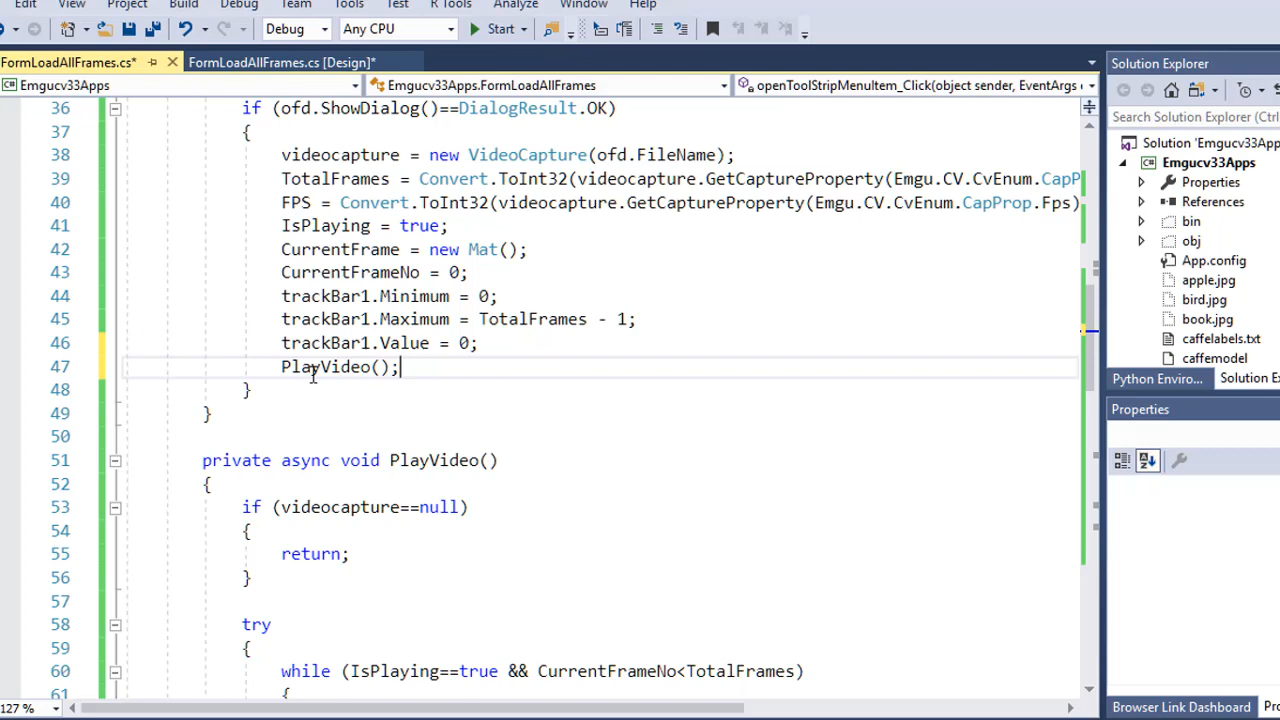 Edit View Project Build Debug Team Tools Test R Tools Analyze Window Help
Debug Any CPU Start
FormLoadAllFrames.cs* FormLoadAllFrames.cs [Design]*
Emgucv33Apps Emgucv33Apps.FormLoadAllFrames openToolStripMenuItem_Click(object sender, EventArgs
36 if (ofd.ShowDialog()==DialogResult.OK)
37 {
38 videocapture = new VideoCapture(ofd.FileName);
39 TotalFrames = Convert.ToInt32(videocapture.GetCaptureProperty(Emgu.CV.CvEnum.CapP
40 FPS = Convert.ToInt32(videocapture.GetCaptureProperty(Emgu.CV.CvEnum.CapProp.Fps)
41 IsPlaying = true;
42 CurrentFrame = new Mat();
43 CurrentFrameNo = 0;
44 trackBar1.Minimum = 0;
45 trackBar1.Maximum = TotalFrames - 1;
46 trackBar1.Value = 0;
47 PlayVideo();
48 }
49 }
50
51 private async void PlayVideo()
52 {
53 if (videocapture==null)
54 {
55 return;
56 }
57
58 try
59 {
60 while (IsPlaying==true && CurrentFrameNo<TotalFrames)
61 {
127 %
Solution Explorer
Search Solution Explorer (Ctrl
Solution 'Emgucv33App
Emgucv33Apps
Properties
References
bin
obj
App.config
apple.jpg
bird.jpg
book.jpg
caffelabels.txt
caffemodel
Python Enviro... Solution Ex
Properties
Browser Link Dashboard Pro